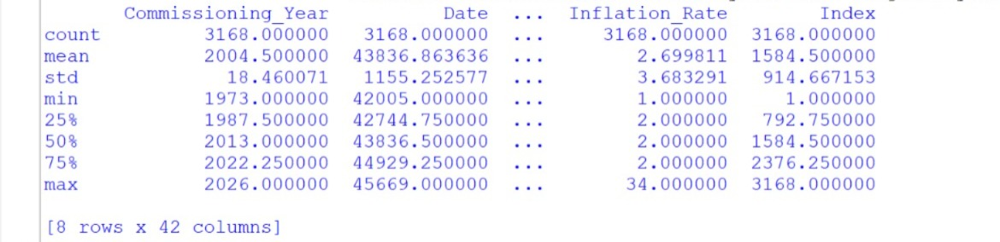 Commissioning_Year Date ... Inflation_Rate Index
count 3168.000000 3168.000000 ... 3168.000000 3168.000000
mean 2004.500000 43836.863636 ... 2.699811 1584.500000
std 18.460071 1155.252577 ... 3.683291 914.667153
min 1973.000000 42005.000000 ... 1.000000 1.000000
25% 1987.500000 42744.750000 ... 2.000000 792.750000
50% 2013.000000 43836.500000 ... 2.000000 1584.500000
75% 2022.250000 44929.250000 ... 2.000000 2376.250000
max 2026.000000 45669.000000 ... 34.000000 3168.000000
[8 rows x 42 columns]